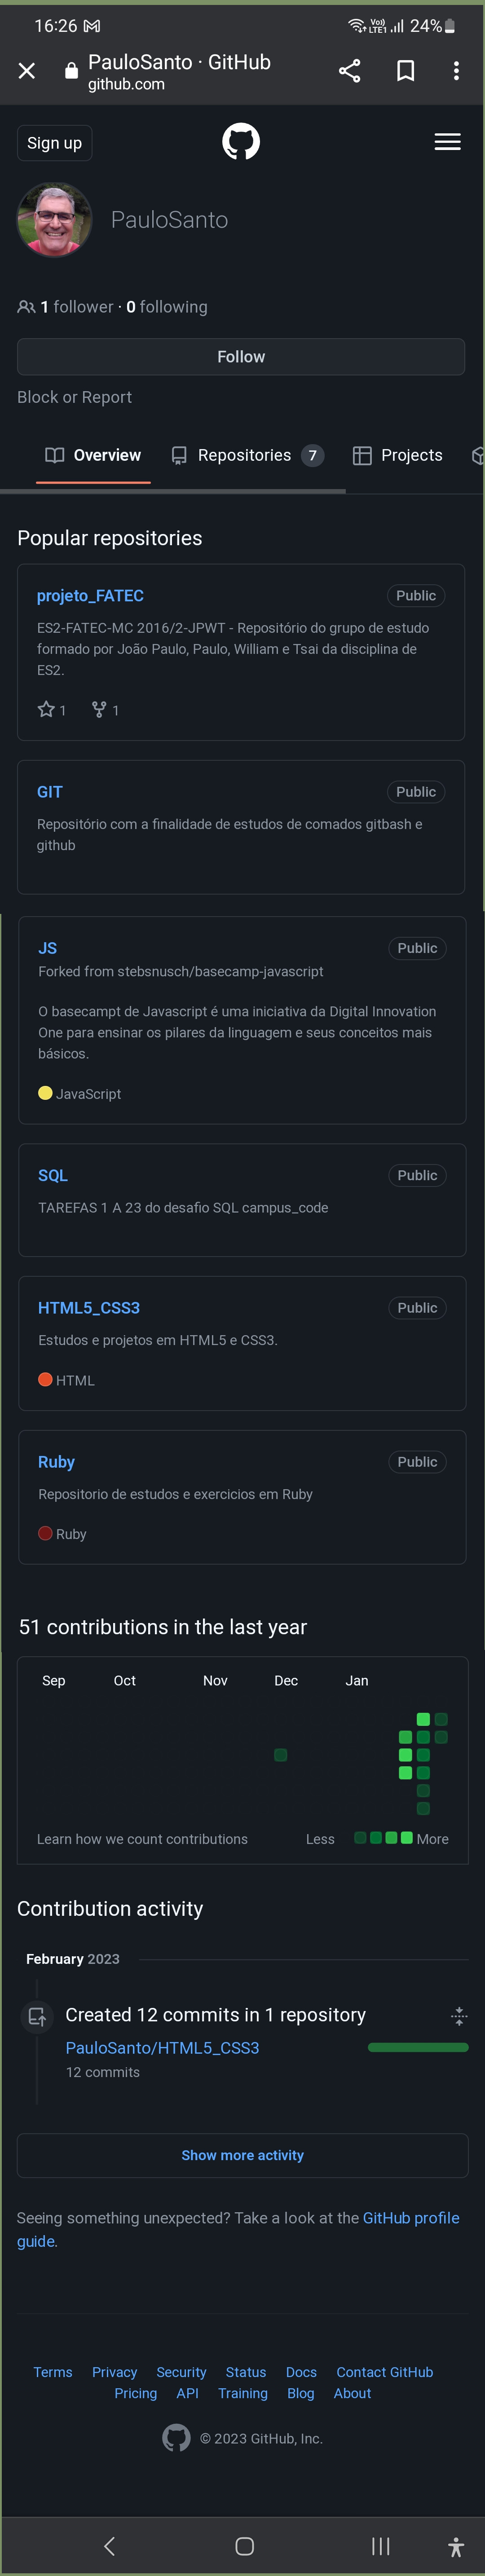 16:26
Vo)) LTE1 24%
PauloSanto · GitHub
github.com
Sign up
PauloSanto
1 follower · 0 following
Follow
Block or Report
Overview Repositories 7 Projects
Popular repositories
projeto_FATEC Public
ES2-FATEC-MC 2016/2-JPWT - Repositório do grupo de estudo
formado por João Paulo, Paulo, William e Tsai da disciplina de
ES2.
1 1
GIT Public
Repositório com a finalidade de estudos de comados gitbash e
github
JS Public
Forked from stebsnusch/basecamp-javascript
O basecampt de Javascript é uma iniciativa da Digital Innovation
One para ensinar os pilares da linguagem e seus conceitos mais
básicos.
JavaScript
SQL Public
TAREFAS 1 A 23 do desafio SQL campus_code
HTML5_CSS3 Public
Estudos e projetos em HTML5 e CSS3.
HTML
Ruby Public
Repositorio de estudos e exercicios em Ruby
Ruby
51 contributions in the last year
Sep Oct Nov Dec Jan
Learn how we count contributions Less More
Contribution activity
February 2023
Created 12 commits in 1 repository
PauloSanto/HTML5_CSS3
12 commits
Show more activity
Seeing something unexpected? Take a look at the GitHub profile
guide.
Terms Privacy Security Status Docs Contact GitHub
Pricing API Training Blog About
© 2023 GitHub, Inc.